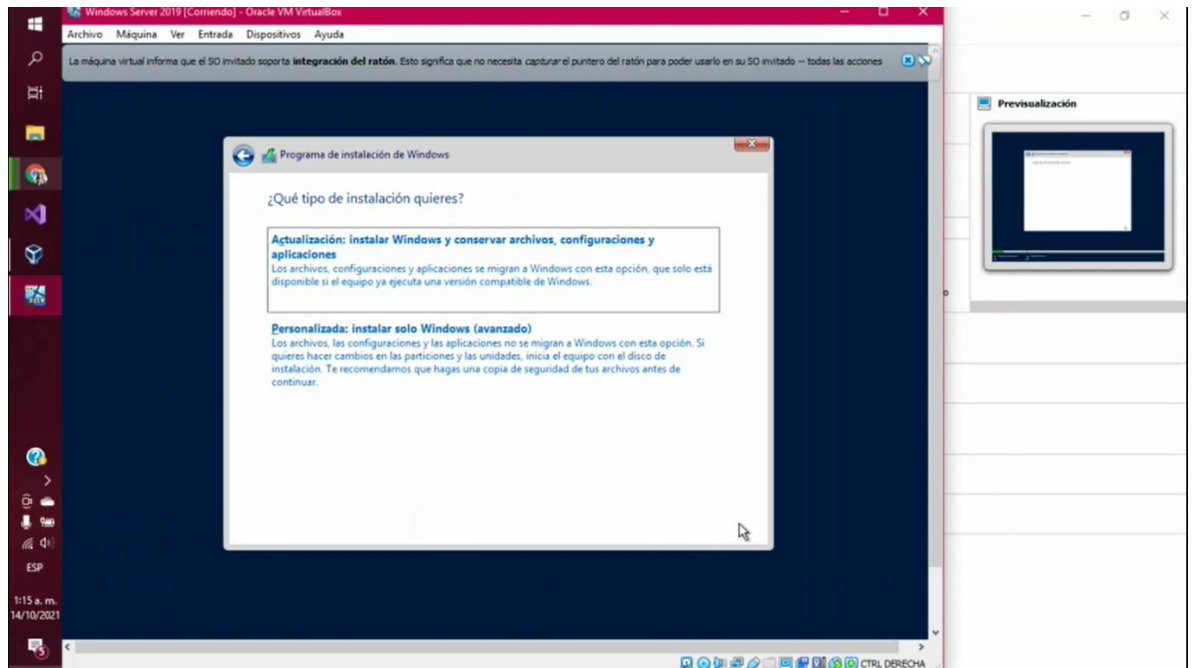 Windows Server 2019 [Corriendo] - Oracle VM VirtualBox
Archivo Máquina Ver Entrada Dispositivos Ayuda
La máquina virtual informa que el SO invitado soporta integración del ratón. Esto significa que no necesita capturar el puntero del ratón para poder usarlo en su SO invitado -- todas las acciones
Previsualización
Programa de instalación de Windows
¿Qué tipo de instalación quieres?
Actualización: instalar Windows y conservar archivos, configuraciones y
aplicaciones
Los archivos, configuraciones y aplicaciones se migran a Windows con esta opción, que solo está
disponible si el equipo ya ejecuta una versión compatible de Windows.
Personalizada: instalar solo Windows (avanzado)
Los archivos, las configuraciones y las aplicaciones no se migran a Windows con esta opción. Si
quieres hacer cambios en las particiones y las unidades, inicia el equipo con el disco de
instalación. Te recomendamos que hagas una copia de seguridad de tus archivos antes de
continuar.
o
ESP
1:15 a. m.
14/10/2021
5
CTRL DERECHA